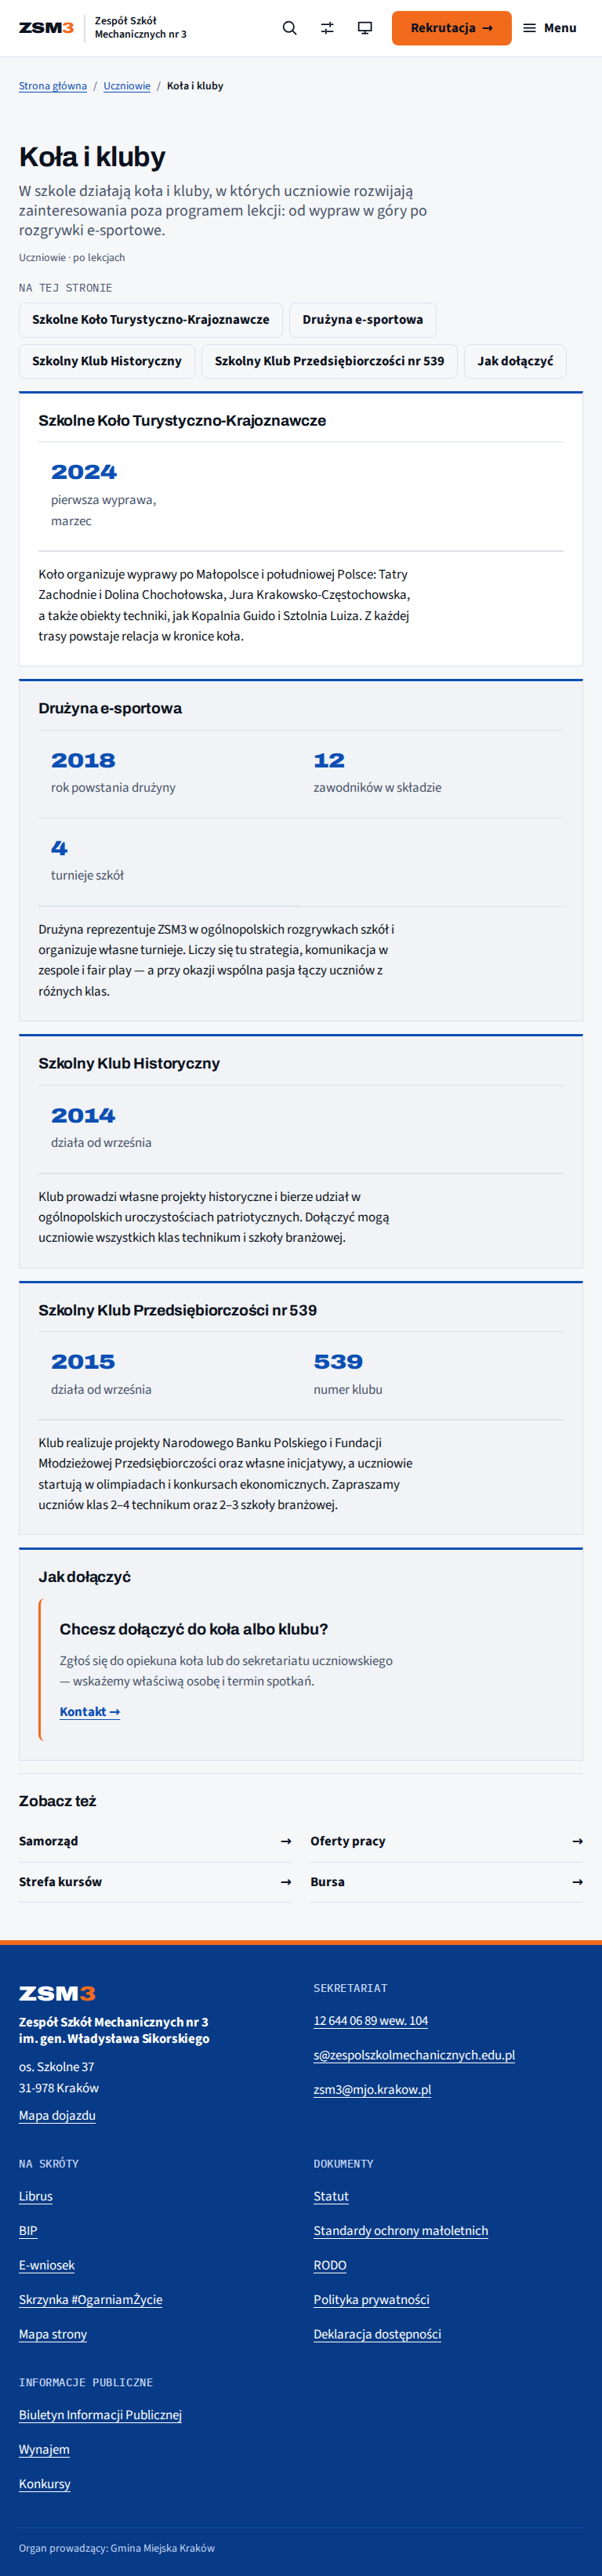 ZSM3
Zespół Szkół
Mechanicznych nr 3
Rekrutacja →
Menu
Strona główna / Uczniowie / Koła i kluby
Koła i kluby
W szkole działają koła i kluby, w których uczniowie rozwijają
zainteresowania poza programem lekcji: od wypraw w góry po
rozgrywki e-sportowe.
Uczniowie · po lekcjach
NA TEJ STRONIE
Szkolne Koło Turystyczno-Krajoznawcze
Drużyna e-sportowa
Szkolny Klub Historyczny
Szkolny Klub Przedsiębiorczości nr 539
Jak dołączyć
Szkolne Koło Turystyczno-Krajoznawcze
2024
pierwsza wyprawa,
marzec
Koło organizuje wyprawy po Małopolsce i południowej Polsce: Tatry
Zachodnie i Dolina Chochołowska, Jura Krakowsko-Częstochowska,
a także obiekty techniki, jak Kopalnia Guido i Sztolnia Luiza. Z każdej
trasy powstaje relacja w kronice koła.
Drużyna e-sportowa
2018
rok powstania drużyny
12
zawodników w składzie
4
turnieje szkół
Drużyna reprezentuje ZSM3 w ogólnopolskich rozgrywkach szkół i
organizuje własne turnieje. Liczy się tu strategia, komunikacja w
zespole i fair play — a przy okazji wspólna pasja łączy uczniów z
różnych klas.
Szkolny Klub Historyczny
2014
działa od września
Klub prowadzi własne projekty historyczne i bierze udział w
ogólnopolskich uroczystościach patriotycznych. Dołączyć mogą
uczniowie wszystkich klas technikum i szkoły branżowej.
Szkolny Klub Przedsiębiorczości nr 539
2015
działa od września
539
numer klubu
Klub realizuje projekty Narodowego Banku Polskiego i Fundacji
Młodzieżowej Przedsiębiorczości oraz własne inicjatywy, a uczniowie
startują w olimpiadach i konkursach ekonomicznych. Zapraszamy
uczniów klas 2–4 technikum oraz 2–3 szkoły branżowej.
Jak dołączyć
Chcesz dołączyć do koła albo klubu?
Zgłoś się do opiekuna koła lub do sekretariatu uczniowskiego
— wskażemy właściwą osobę i termin spotkań.
Kontakt →
Zobacz też
Samorząd →
Oferty pracy →
Strefa kursów →
Bursa →
ZSM3
Zespół Szkół Mechanicznych nr 3
im. gen. Władysława Sikorskiego
os. Szkolne 37
31-978 Kraków
Mapa dojazdu
SEKRETARIAT
12 644 06 89 wew. 104
s@zespolszkolmechanicznych.edu.pl
zsm3@mjo.krakow.pl
NA SKRÓTY
Librus
BIP
E-wniosek
Skrzynka #OgarniamŻycie
Mapa strony
DOKUMENTY
Statut
Standardy ochrony małoletnich
RODO
Polityka prywatności
Deklaracja dostępności
INFORMACJE PUBLICZNE
Biuletyn Informacji Publicznej
Wynajem
Konkursy
Organ prowadzący: Gmina Miejska Kraków